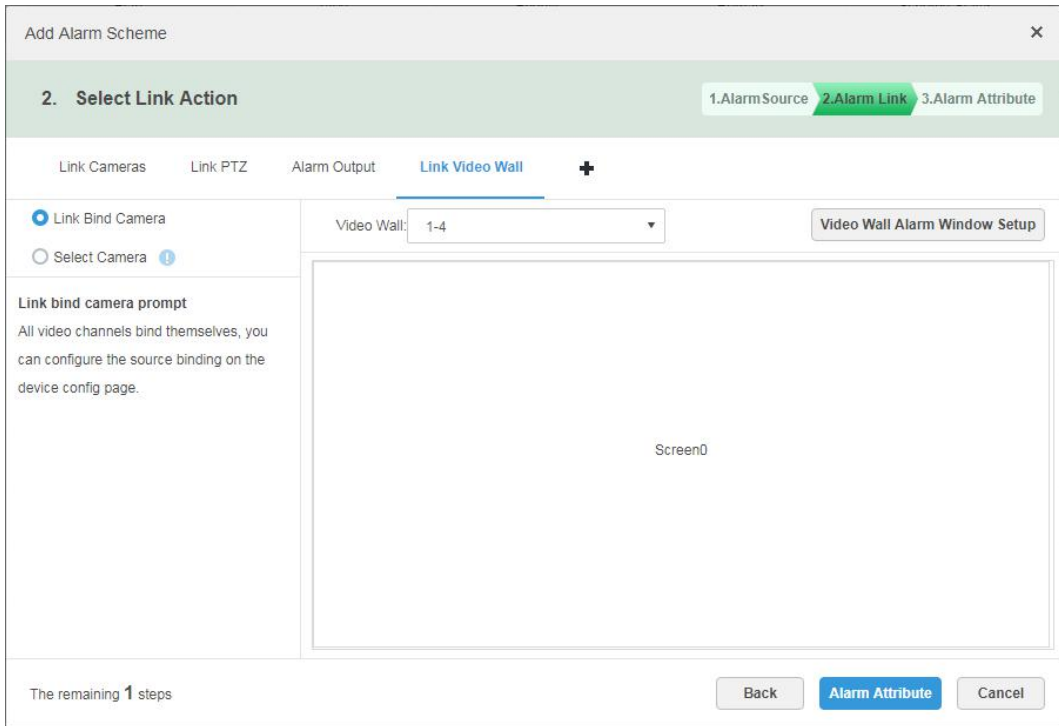 Add Alarm Scheme
×
2. Select Link Action
1.AlarmSource 2.Alarm Link 3.Alarm Attribute
Link Cameras Link PTZ Alarm Output Link Video Wall +
Link Bind Camera
Select Camera !
Link bind camera prompt
All video channels bind themselves, you
can configure the source binding on the
device config page.
Video Wall: 1-4
Video Wall Alarm Window Setup
Screen0
The remaining 1 steps
Back Alarm Attribute Cancel